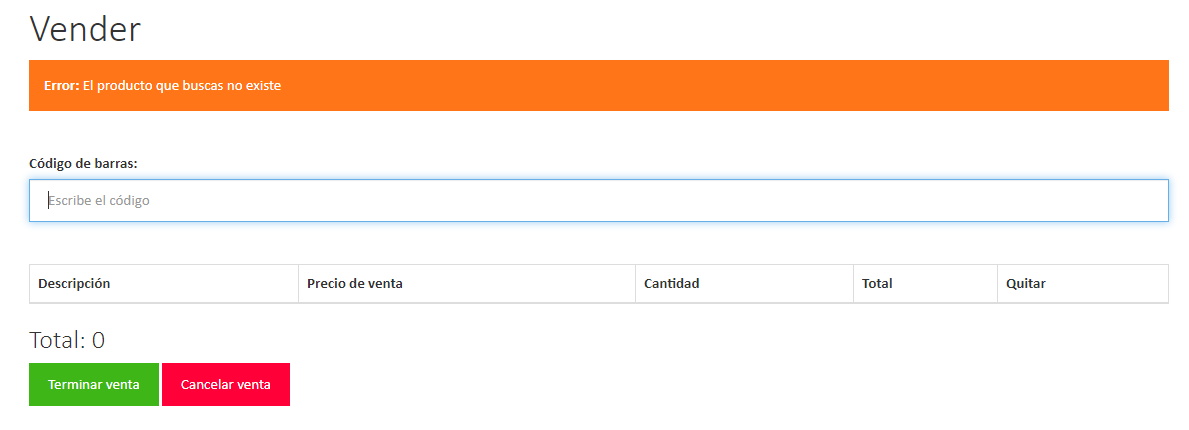 Vender
Error: El producto que buscas no existe
Código de barras:
Escribe el código
Descripción Precio de venta Cantidad Total Quitar
Total: 0
Terminar venta Cancelar venta